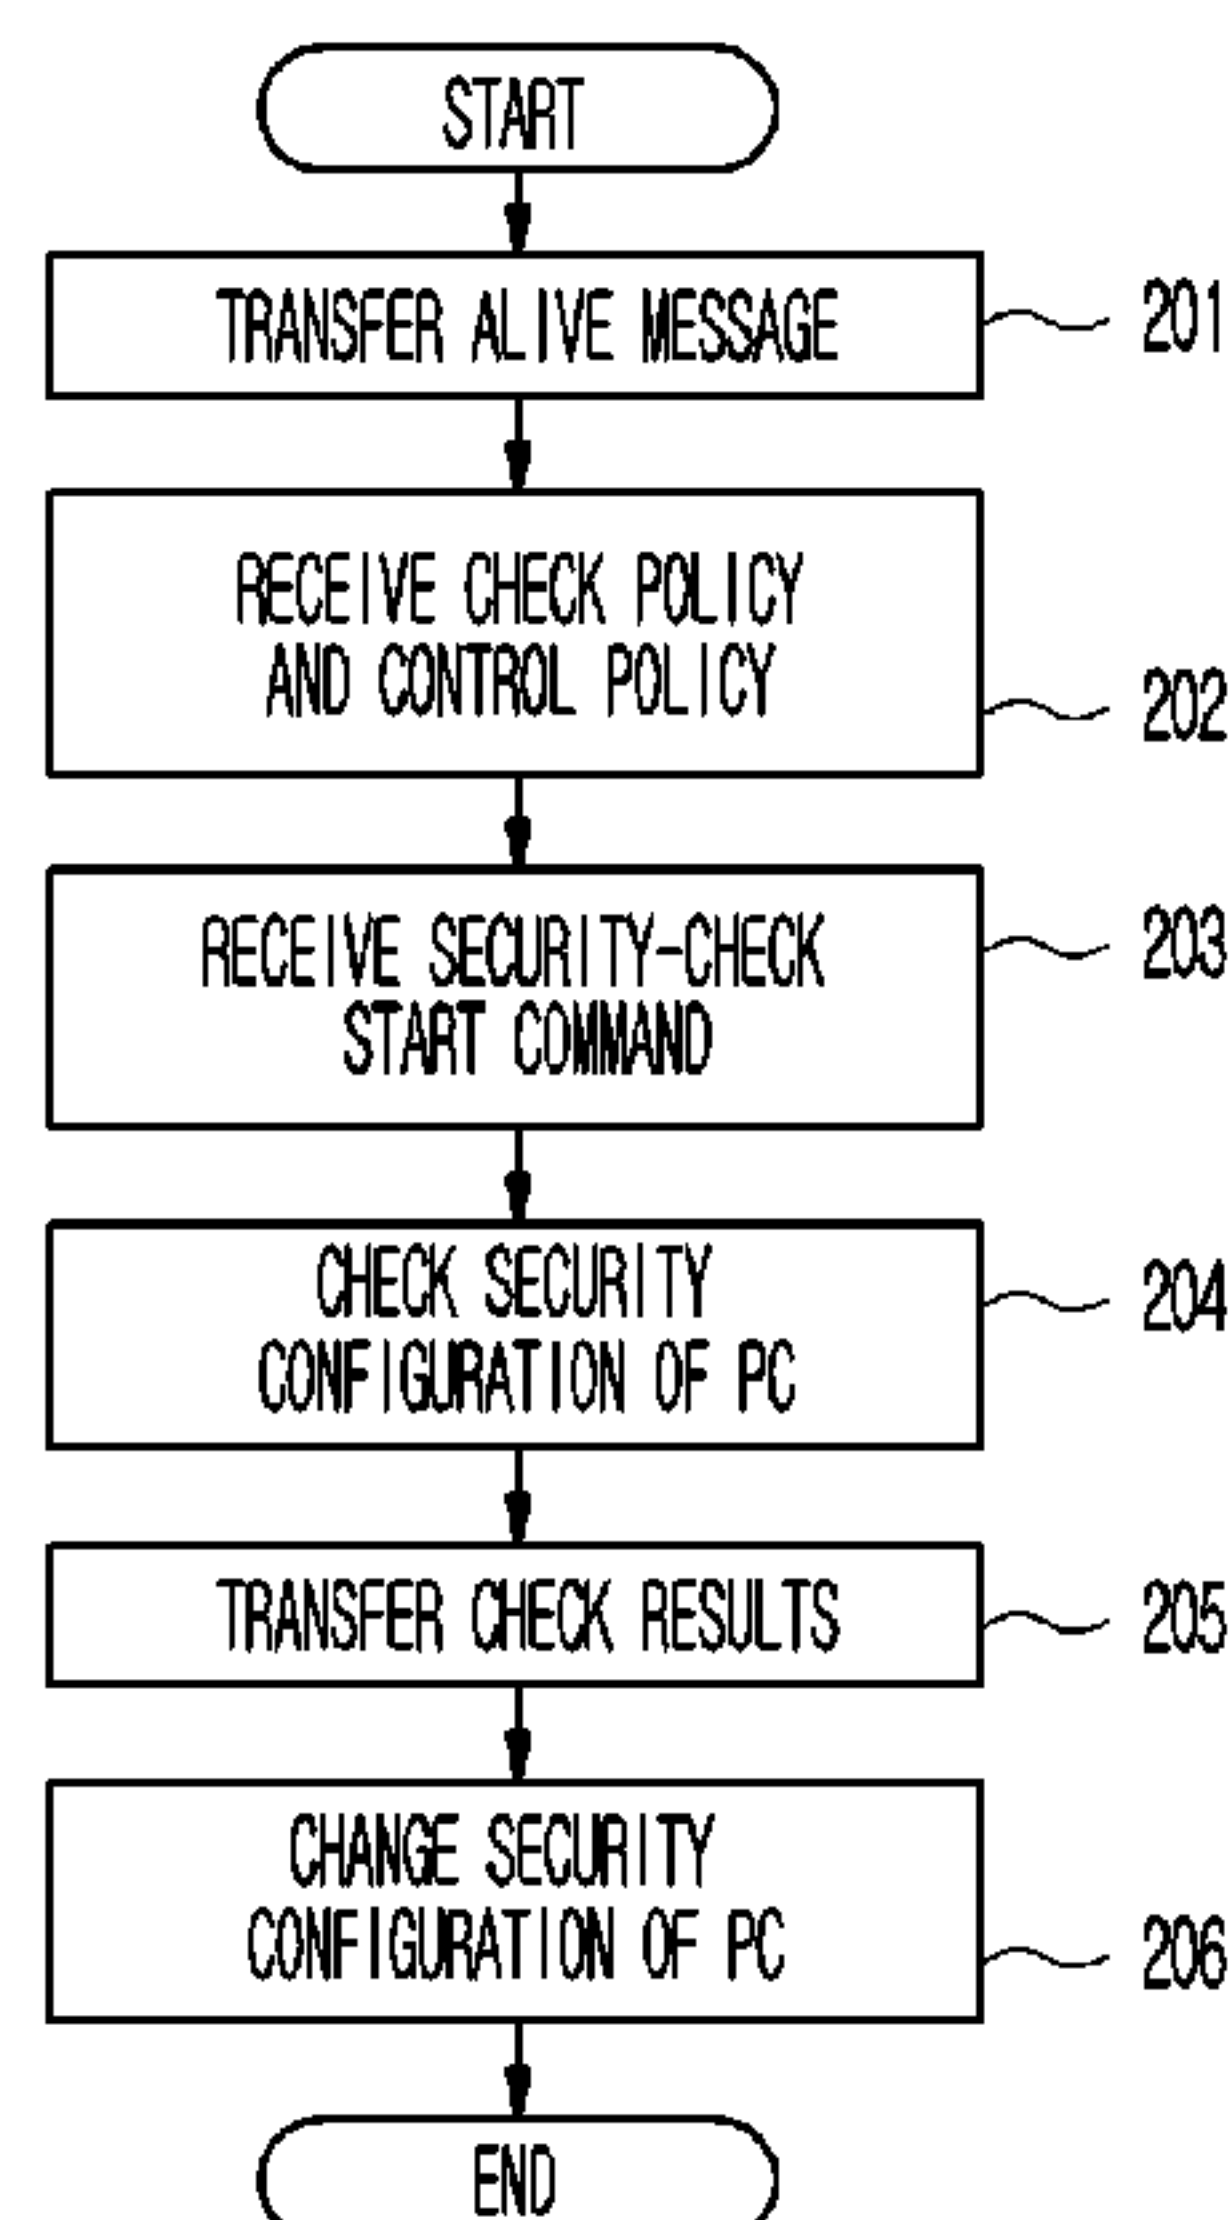 START
TRANSFER ALIVE MESSAGE
201
RECEIVE CHECK POLICY
AND CONTROL POLICY
202
RECEIVE SECURITY-CHECK
START COMMAND
203
CHECK SECURITY
CONFIGURATION OF PC
204
TRANSFER CHECK RESULTS
205
CHANGE SECURITY
CONFIGURATION OF PC
206
END